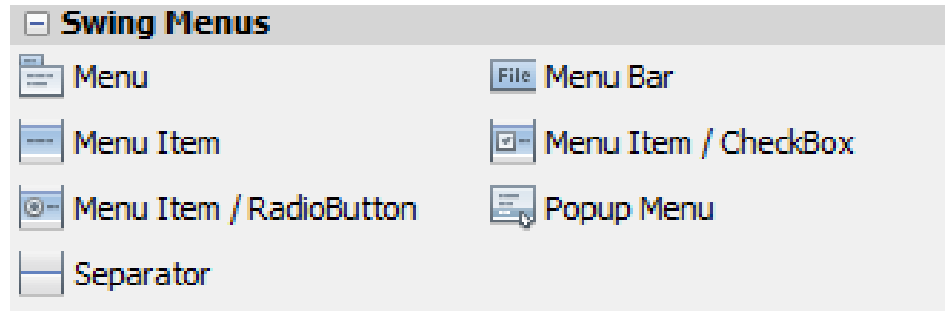 Swing Menus
Menu
File Menu Bar
Menu Item
Menu Item / CheckBox
Menu Item / RadioButton
Popup Menu
Separator